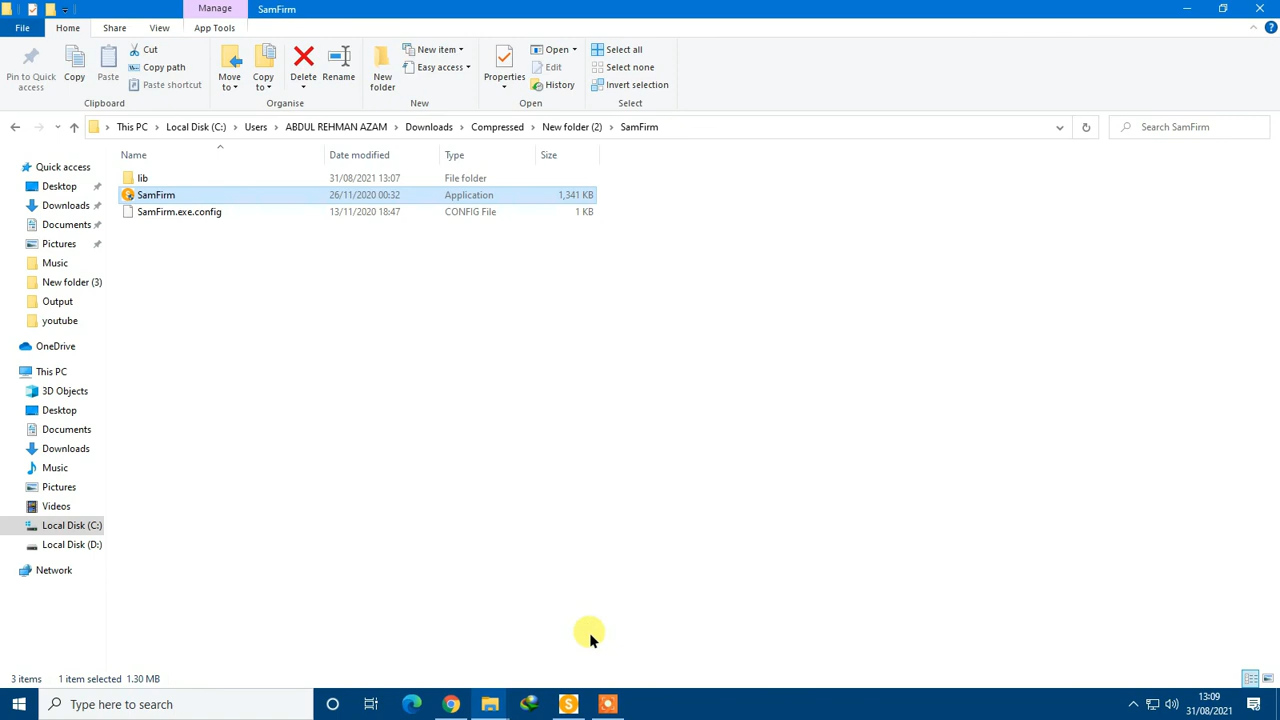 Manage SamFirm
File Home Share View App Tools
Pin to Quick access
Copy
Paste
Cut
Copy path
Paste shortcut
Clipboard
Move to
Copy to
Delete
Rename
Organise
New folder
New item
Easy access
New
Properties
Open
Edit
History
Open
Select all
Select none
Invert selection
Select
This PC Local Disk (C:) Users ABDUL REHMAN AZAM Downloads Compressed New folder (2) SamFirm
Search SamFirm
Name Date modified Type Size
lib 31/08/2021 13:07 File folder
SamFirm 26/11/2020 00:32 Application 1,341 KB
SamFirm.exe.config 13/11/2020 18:47 CONFIG File 1 KB
Quick access
Desktop
Downloads
Documents
Pictures
Music
New folder (3)
Output
youtube
OneDrive
This PC
3D Objects
Desktop
Documents
Downloads
Music
Pictures
Videos
Local Disk (C:)
Local Disk (D:)
Network
3 items 1 item selected 1.30 MB
Type here to search
13:09
31/08/2021